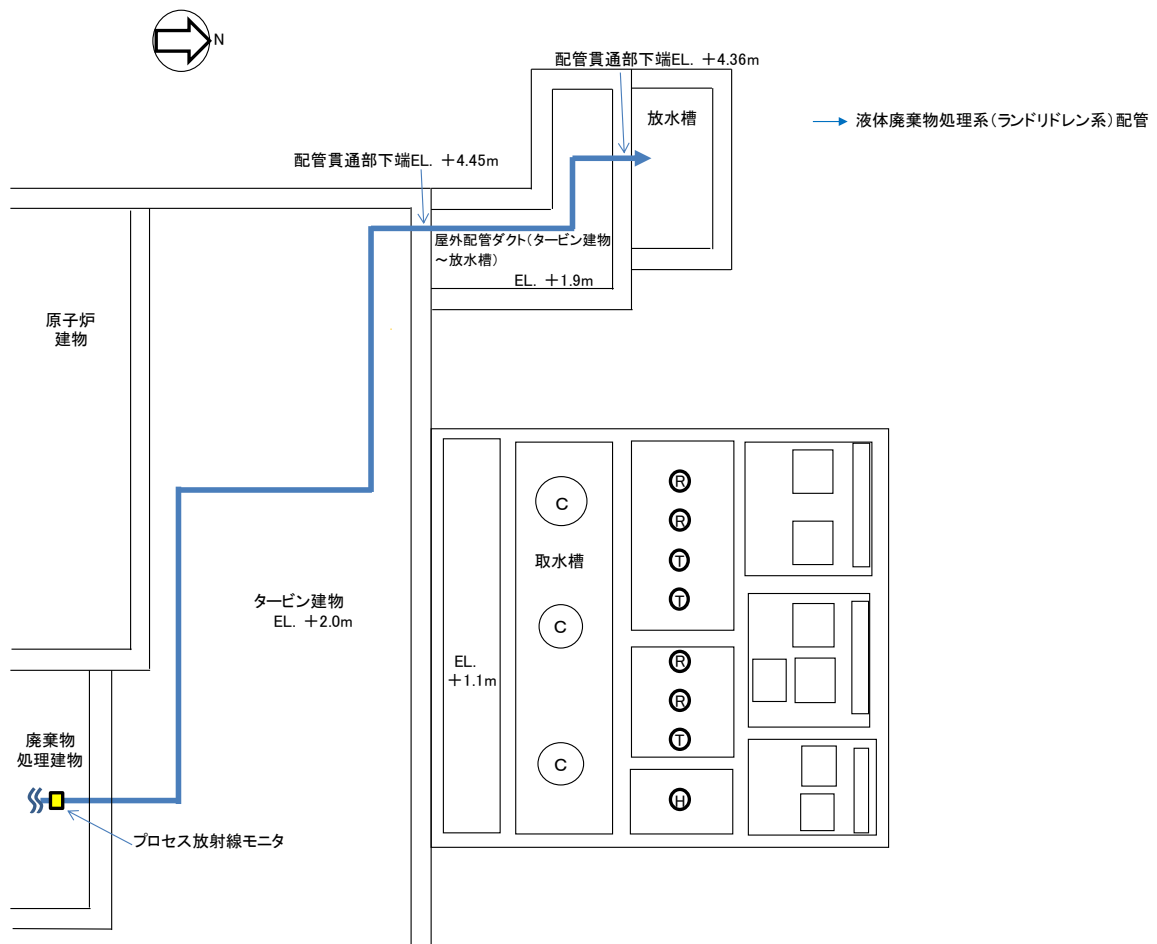 N
配管貫通部下端EL. +4.36m
放水槽
液体廃棄物処理系(ランドリドレン系)配管
配管貫通部下端EL. +4.45m
屋外配管ダクト(タービン建物
~放水槽)
EL. +1.9m
原子炉
建物
C
取水槽
C
C
R
R
T
T
R
R
T
H
タービン建物
EL. +2.0m
EL.
+1.1m
廃棄物
処理建物
プロセス放射線モニタ